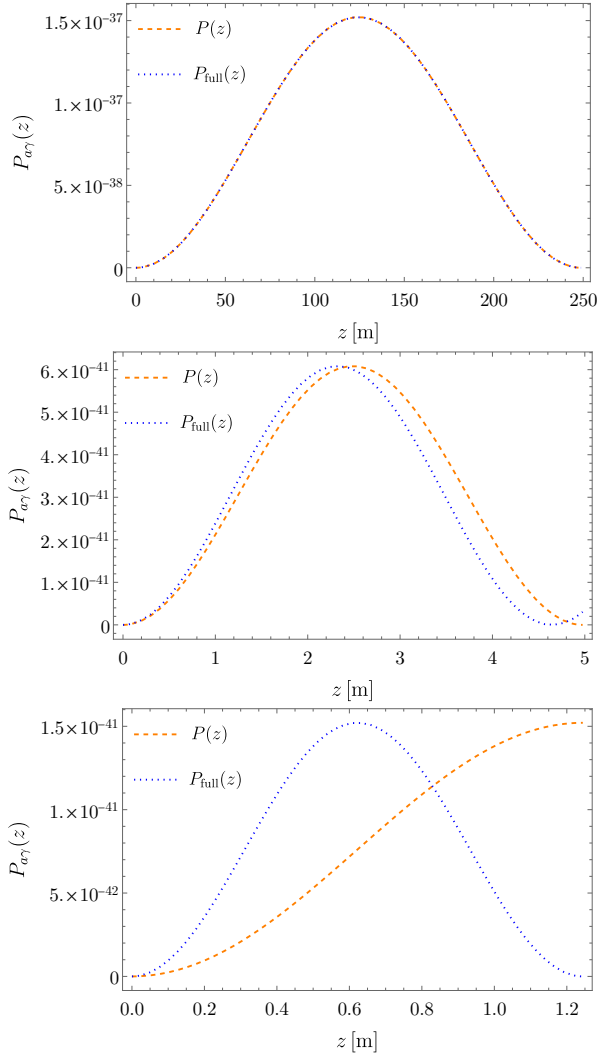 1.5×10⁻³⁷
P(z)
P_full(z)
1.×10⁻³⁷
5.×10⁻³⁸
0
P_aγ(z)
0 50 100 150 200 250
z [m]
6.×10⁻⁴¹
P(z)
5.×10⁻⁴¹
P_full(z)
4.×10⁻⁴¹
3.×10⁻⁴¹
2.×10⁻⁴¹
1.×10⁻⁴¹
0
P_aγ(z)
0 1 2 3 4 5
z [m]
1.5×10⁻⁴¹
P(z)
P_full(z)
1.×10⁻⁴¹
5.×10⁻⁴²
0
P_aγ(z)
0.0 0.2 0.4 0.6 0.8 1.0 1.2
z [m]